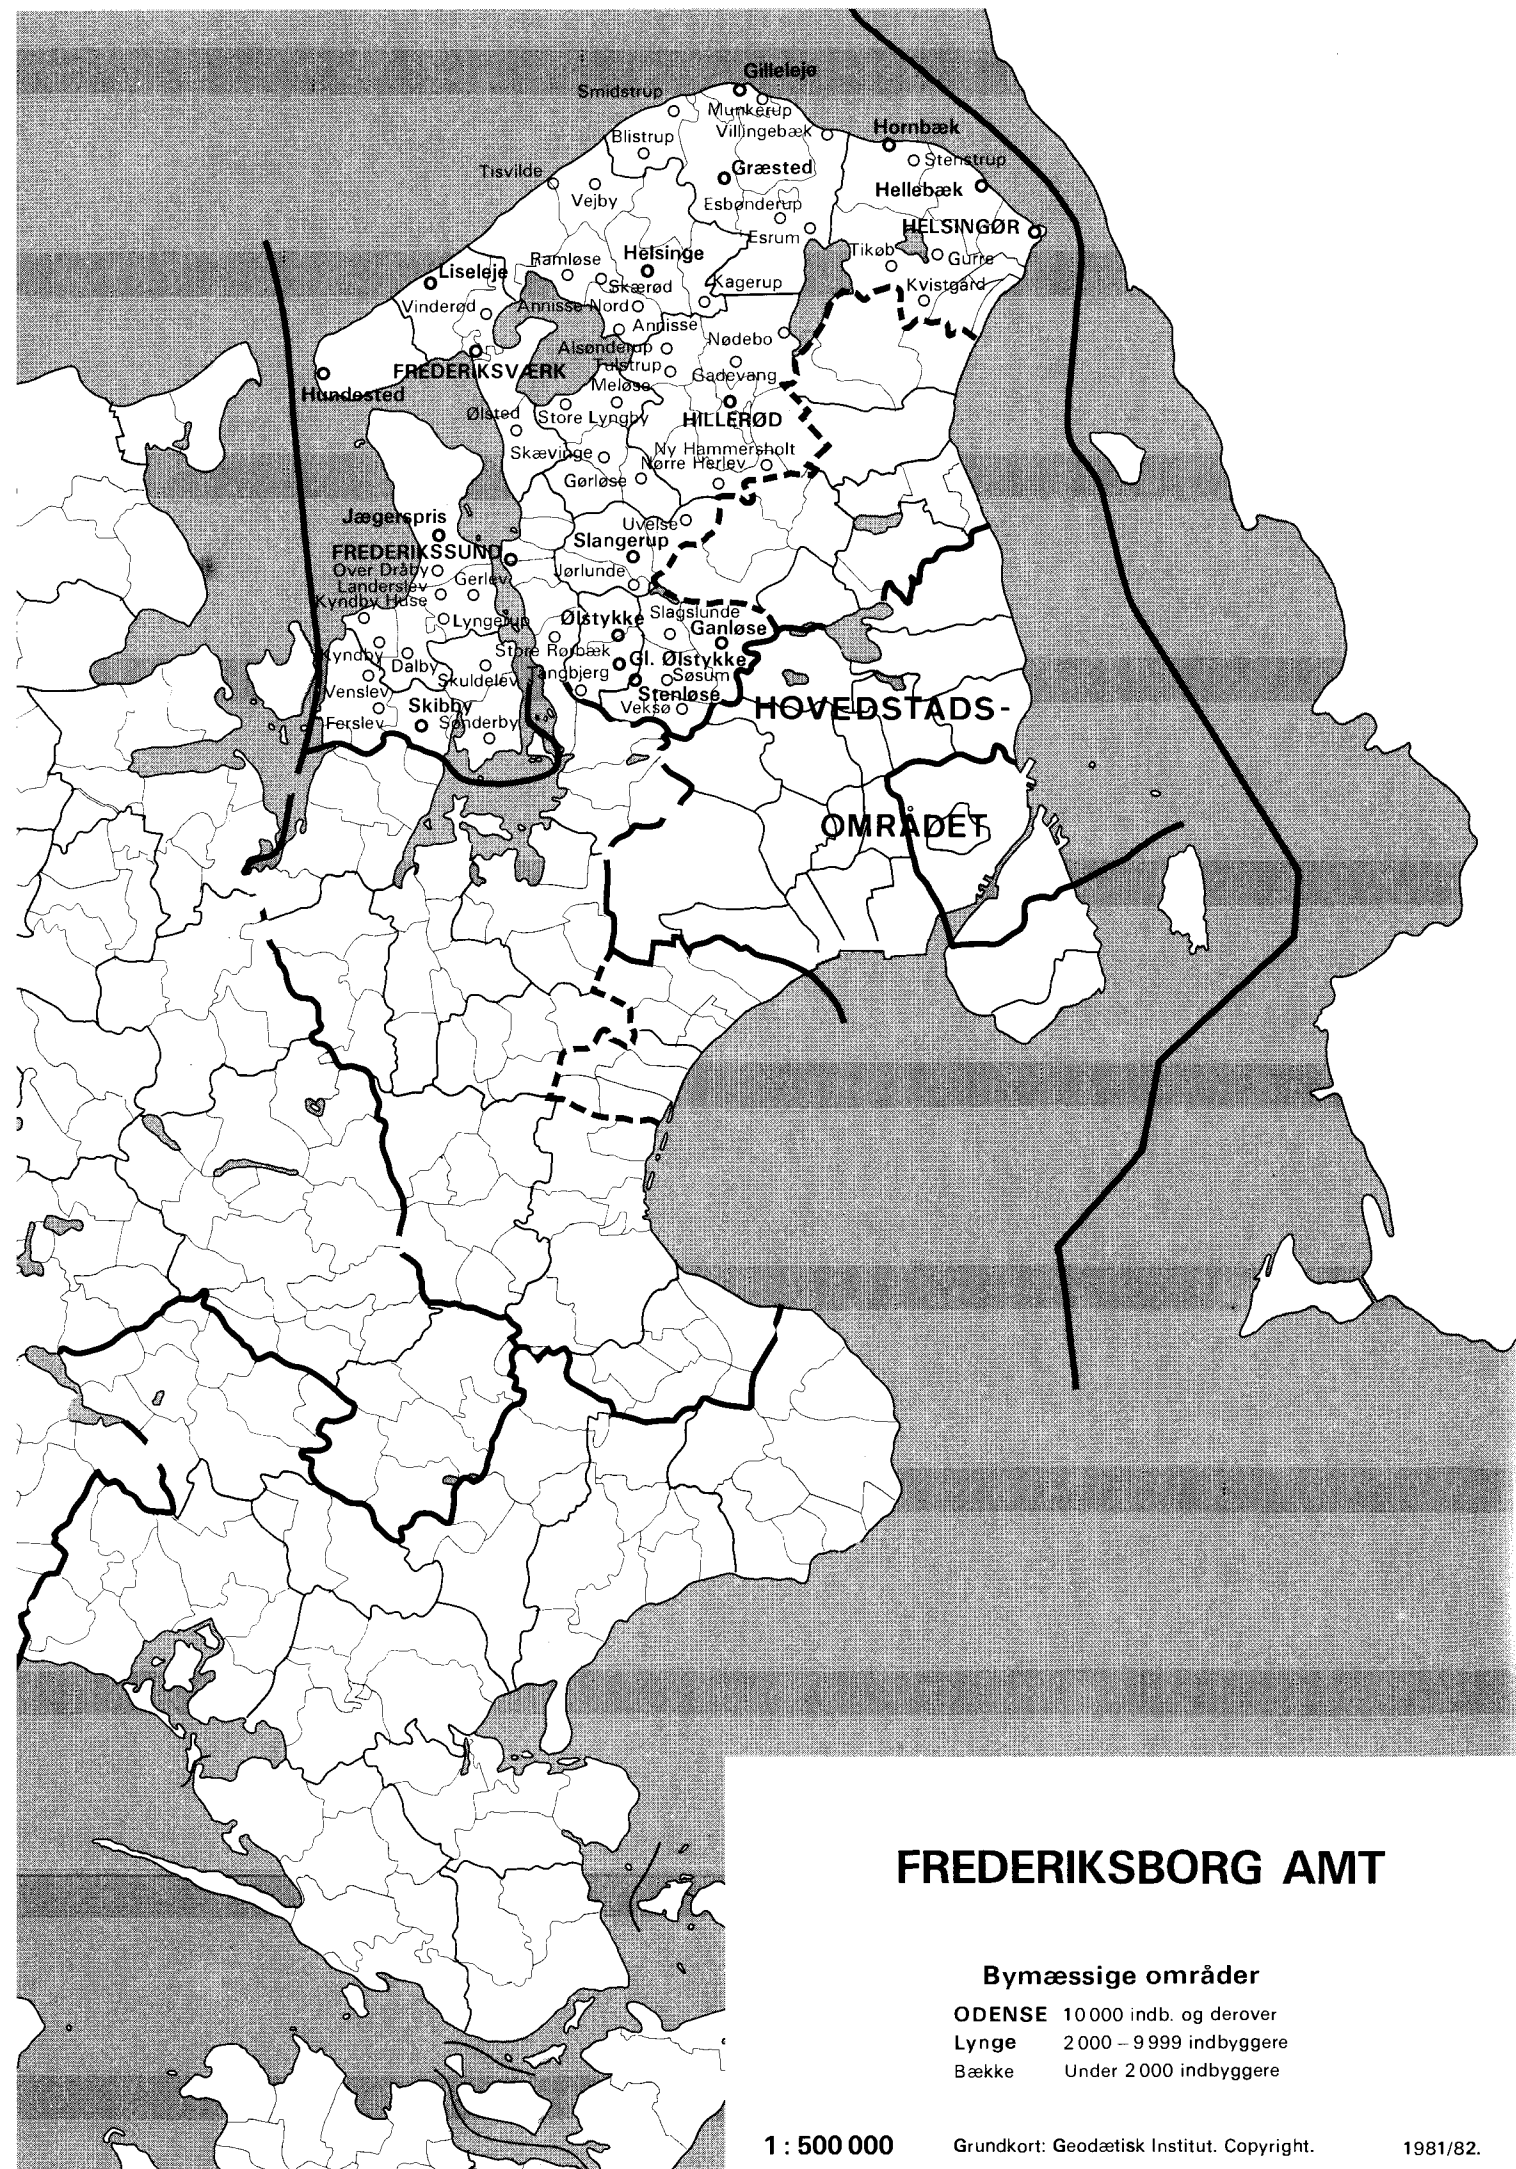 Gilleleje
Smidstrup
Munkerup
Villingebæk
Hornbæk
Blistrup
Stenstrup
Tisvilde
Græsted
Hellebæk
Vejby
Esbønderup
HELSINGØR
Esrum
Tikøb
Gurre
Helsinge
Ramløse
Liseleje
Skærød
Kagerup
Kvistgård
Vinderød
Annisse Nord
Annisse
Nødebo
Alsønderup
Tulstrup
FREDERIKSVÆRK
Gadevang
Meløse
Hundested
Ølsted
Store Lyngby
HILLERØD
Skævinge
Ny Hammersholt
Nørre Herlev
Gørløse
Jægerspris
Uvelse
Slangerup
FREDERIKSSUND
Over Dråby
Jørlunde
Landerslev
Gerlev
Kyndby Huse
Slagslunde
Lyngerup
Ølstykke
Ganløse
Store Rørbæk
Kyndby
Dalby
Gl. Ølstykke
Skuldelev
Tangbjerg
Søsum
Venslev
Stenløse
Skibby
Veksø
Ferslev
Sønderby
HOVEDSTADS-
OMRÅDET
FREDERIKSBORG AMT
Bymæssige områder
ODENSE 10 000 indb. og derover
Lynge 2 000 – 9 999 indbyggere
Bække Under 2 000 indbyggere
1 : 500 000 Grundkort: Geodætisk Institut. Copyright. 1981/82.